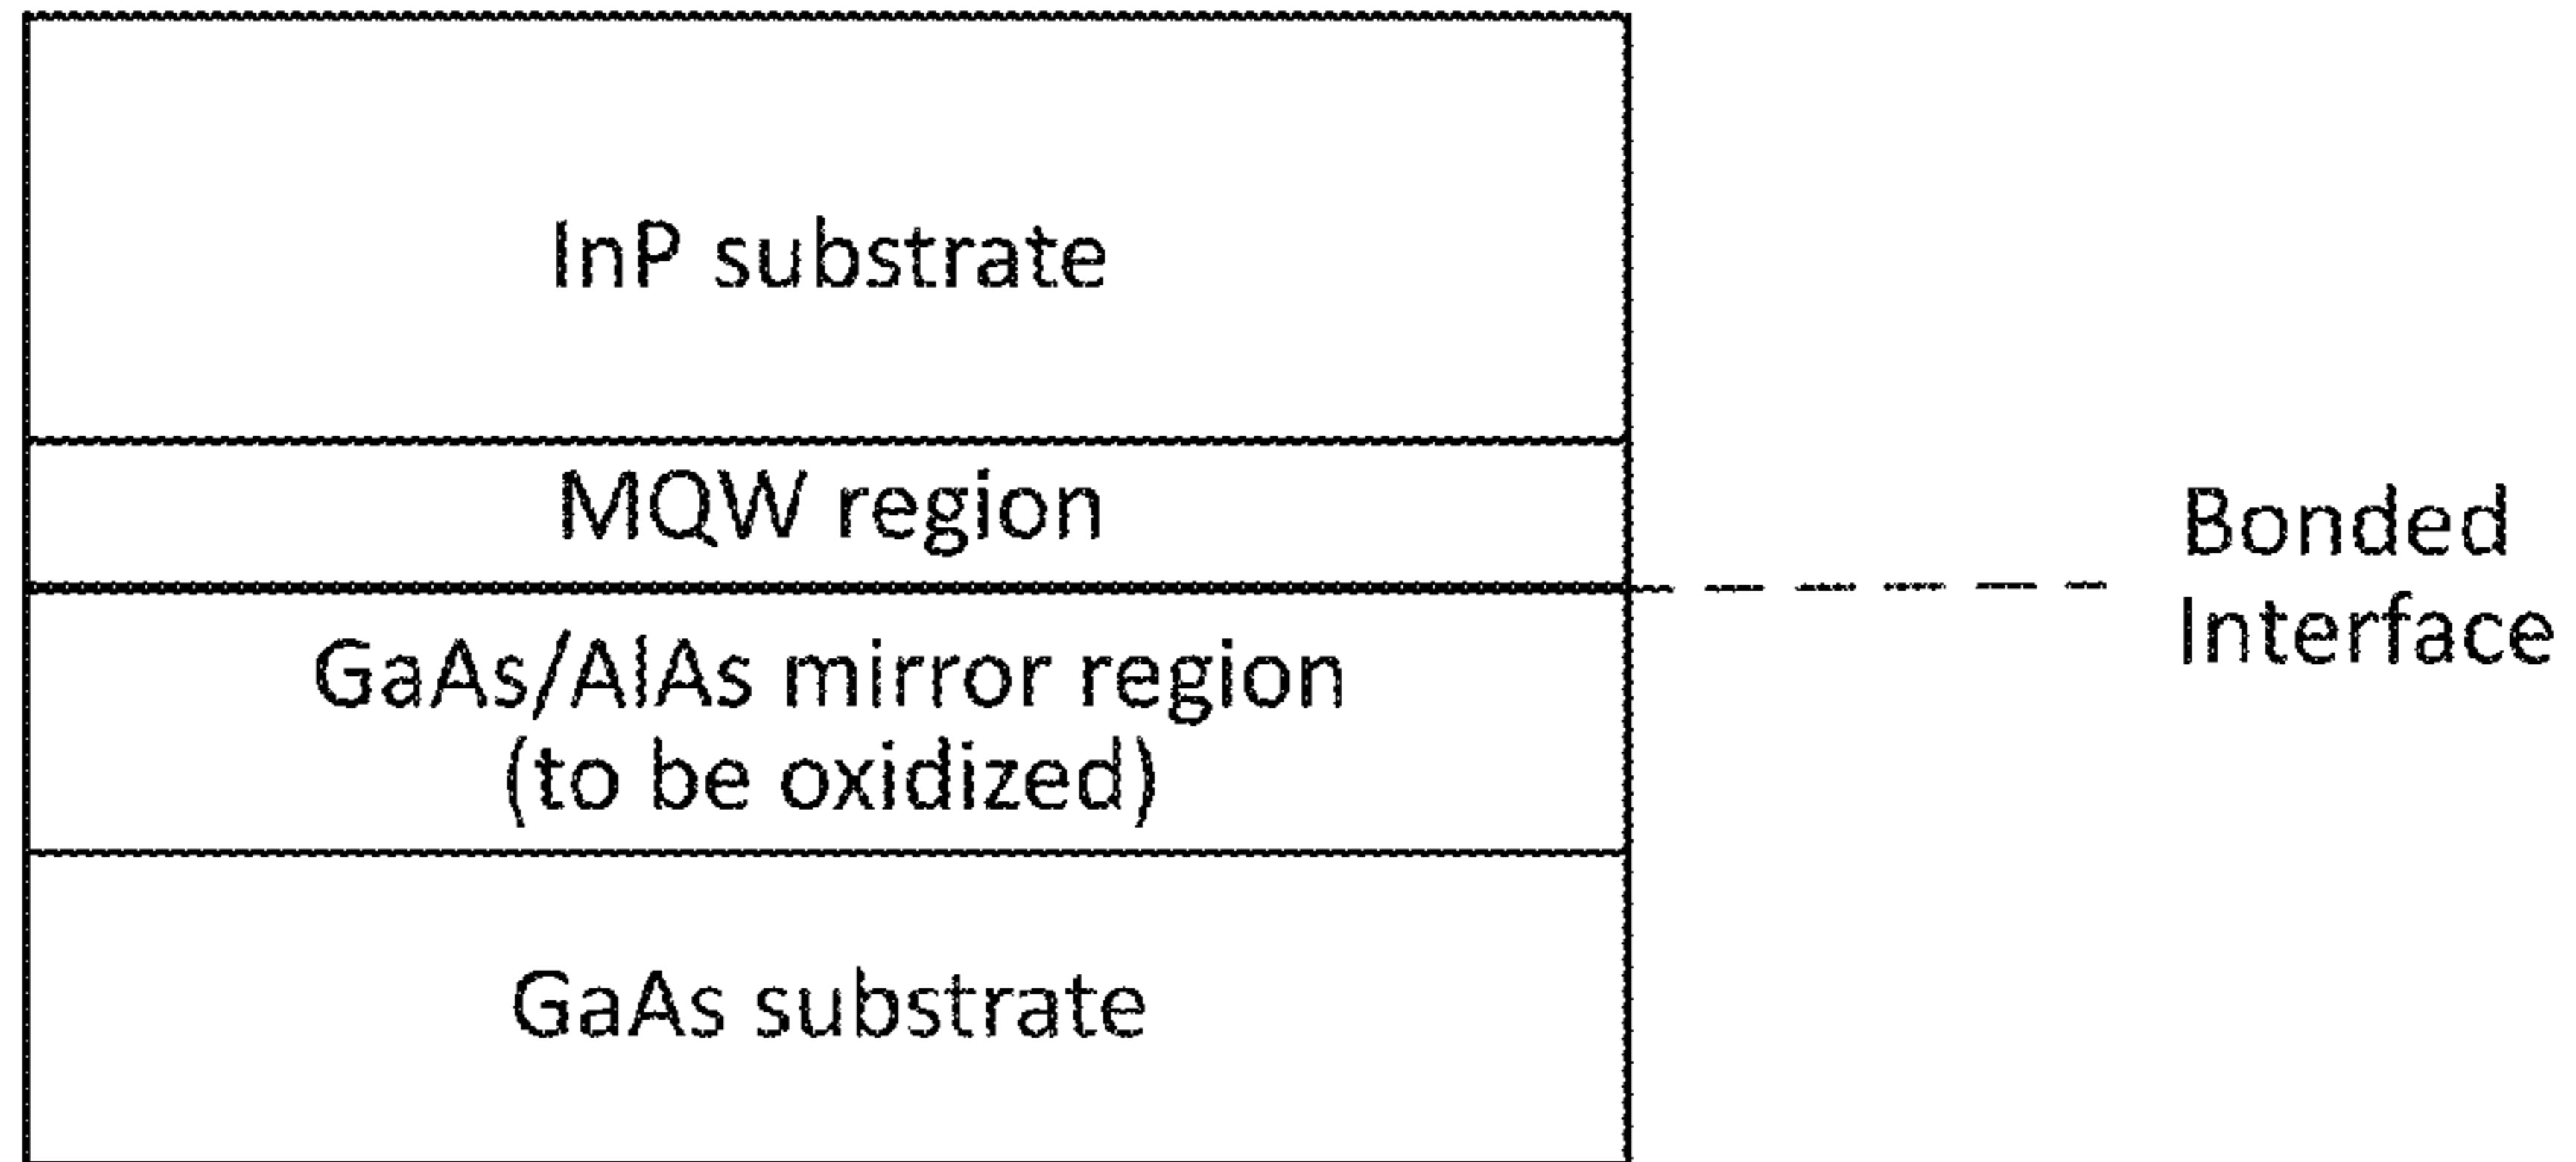 InP substrate
MQW region
Bonded
Interface
GaAs/AlAs mirror region
(to be oxidized)
GaAs substrate